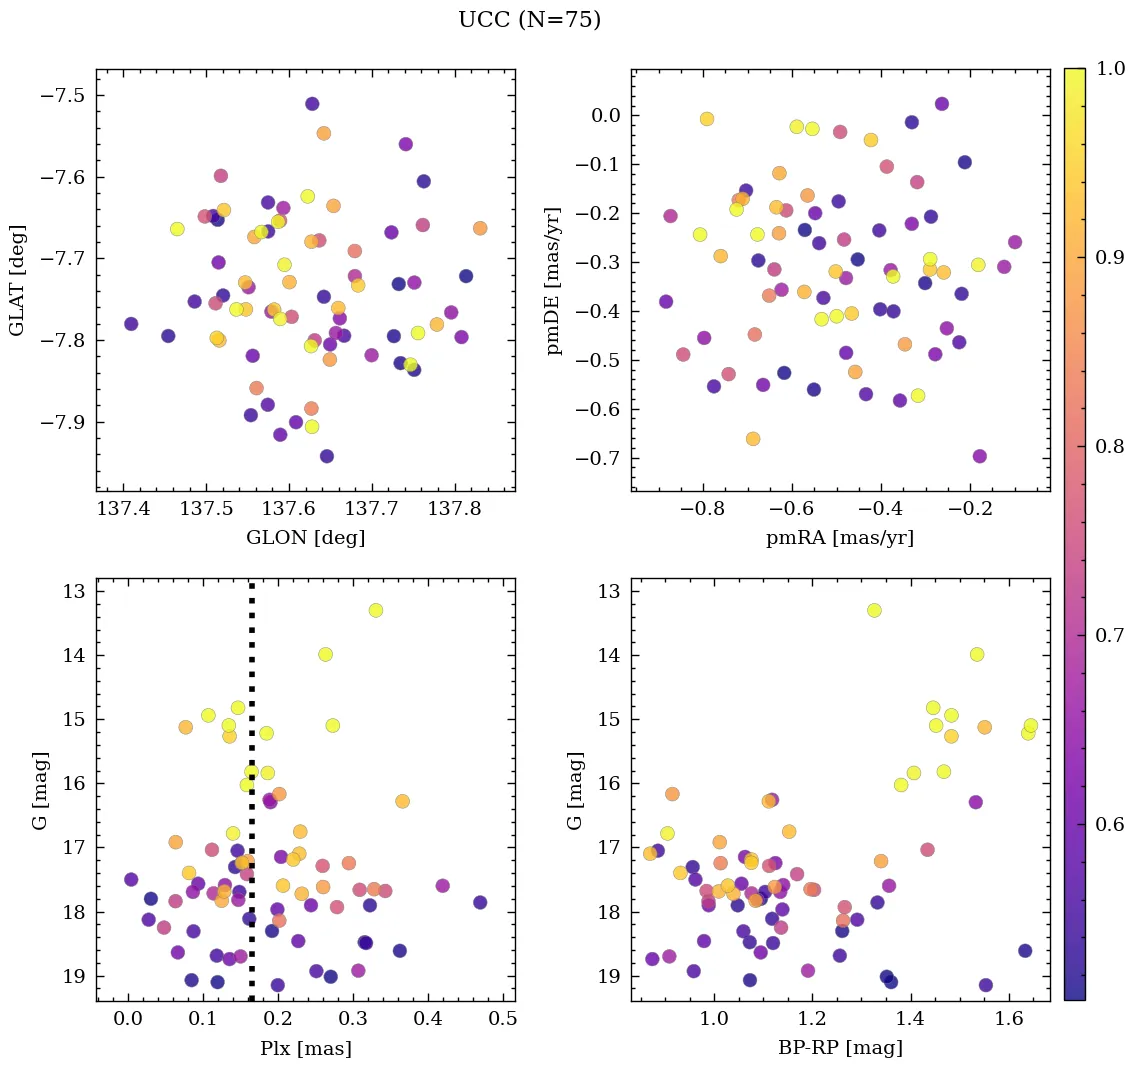 UCC (N=75)
−7.5
−7.6
−7.7
−7.8
−7.9
GLAT [deg]
137.4 137.5 137.6 137.7 137.8
GLON [deg]
0.0
−0.1
−0.2
−0.3
−0.4
−0.5
−0.6
−0.7
pmDE [mas/yr]
−0.8 −0.6 −0.4 −0.2
pmRA [mas/yr]
1.0
0.9
0.8
0.7
0.6
13
14
15
16
17
18
19
G [mag]
0.0 0.1 0.2 0.3 0.4 0.5
Plx [mas]
13
14
15
16
17
18
19
G [mag]
1.0 1.2 1.4 1.6
BP-RP [mag]